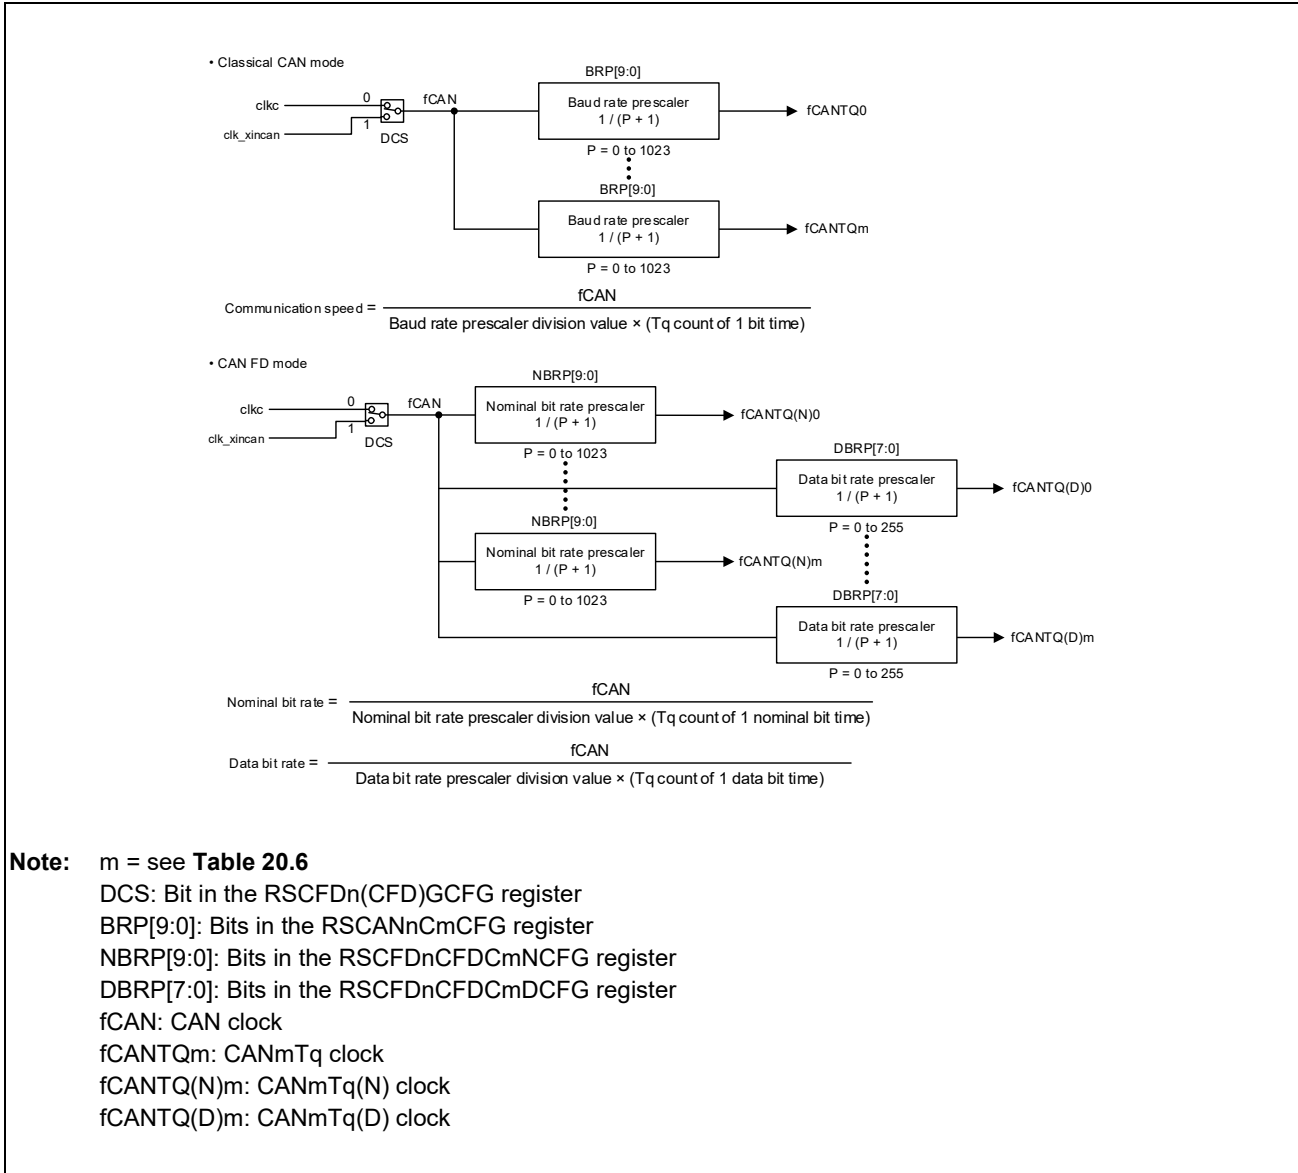 • Classical CAN mode
BRP[9:0]
clkc
0
fCAN
Baud rate prescaler
1 / (P + 1)
fCANTQ0
clk_xincan
1
DCS
P = 0 to 1023
BRP[9:0]
Baud rate prescaler
1 / (P + 1)
fCANTQm
P = 0 to 1023
Communication speed =
fCAN
Baud rate prescaler division value × (Tq count of 1 bit time)
• CAN FD mode
NBRP[9:0]
clkc
0
fCAN
Nominal bit rate prescaler
1 / (P + 1)
fCANTQ(N)0
clk_xincan
1
DCS
P = 0 to 1023
DBRP[7:0]
Data bit rate prescaler
1 / (P + 1)
fCANTQ(D)0
P = 0 to 255
NBRP[9:0]
Nominal bit rate prescaler
1 / (P + 1)
fCANTQ(N)m
P = 0 to 1023
DBRP[7:0]
Data bit rate prescaler
1 / (P + 1)
fCANTQ(D)m
P = 0 to 255
Nominal bit rate =
fCAN
Nominal bit rate prescaler division value × (Tq count of 1 nominal bit time)
Data bit rate =
fCAN
Data bit rate prescaler division value × (Tq count of 1 data bit time)
Note: m = see Table 20.6
DCS: Bit in the RSCFDn(CFD)GCFG register
BRP[9:0]: Bits in the RSCANnCmCFG register
NBRP[9:0]: Bits in the RSCFDnCFDCmNCFG register
DBRP[7:0]: Bits in the RSCFDnCFDCmDCFG register
fCAN: CAN clock
fCANTQm: CANmTq clock
fCANTQ(N)m: CANmTq(N) clock
fCANTQ(D)m: CANmTq(D) clock